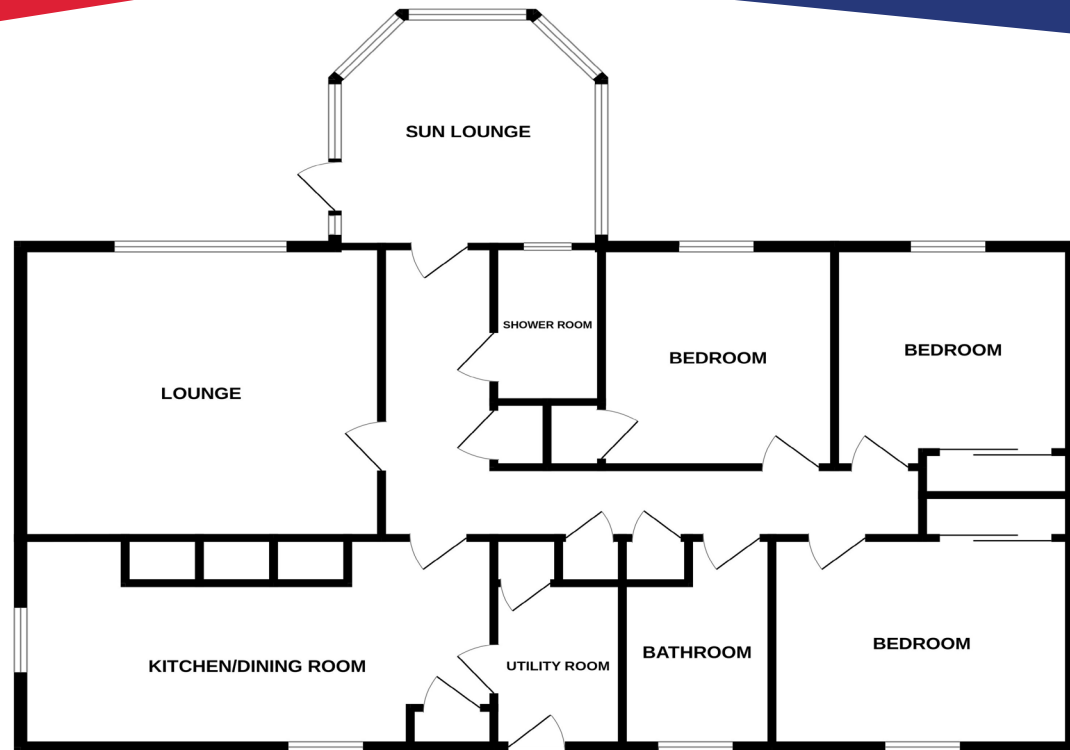 SUN LOUNGE
SHOWER ROOM
BEDROOM
BEDROOM
LOUNGE
KITCHEN/DINING ROOM
UTILITY ROOM
BATHROOM
BEDROOM